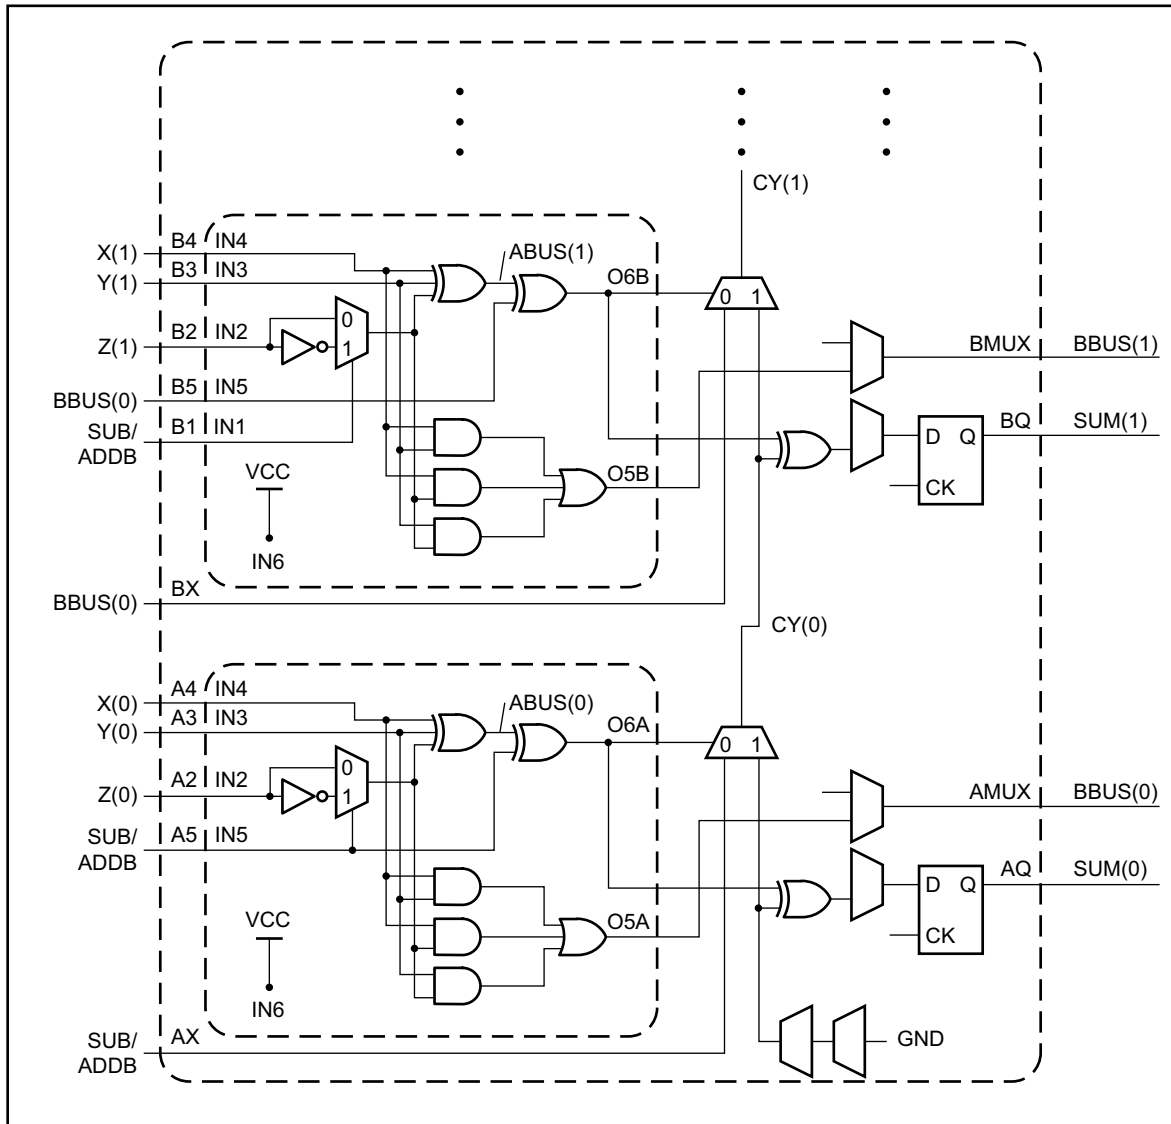 CY(1)
X(1) B4 IN4
ABUS(1)
O6B
Y(1) B3 IN3
0 1
0
Z(1) B2 IN2
1
BMUX BBUS(1)
BBUS(0) B5 IN5
SUB/
ADDB
B1 IN1
D Q
BQ SUM(1)
VCC
O5B
CK
IN6
BBUS(0) BX
CY(0)
X(0) A4 IN4
ABUS(0)
O6A
Y(0) A3 IN3
0 1
0
Z(0) A2 IN2
1
AMUX BBUS(0)
SUB/
ADDB
A5 IN5
D Q
AQ SUM(0)
VCC
O5A
CK
IN6
SUB/
ADDB
AX
GND